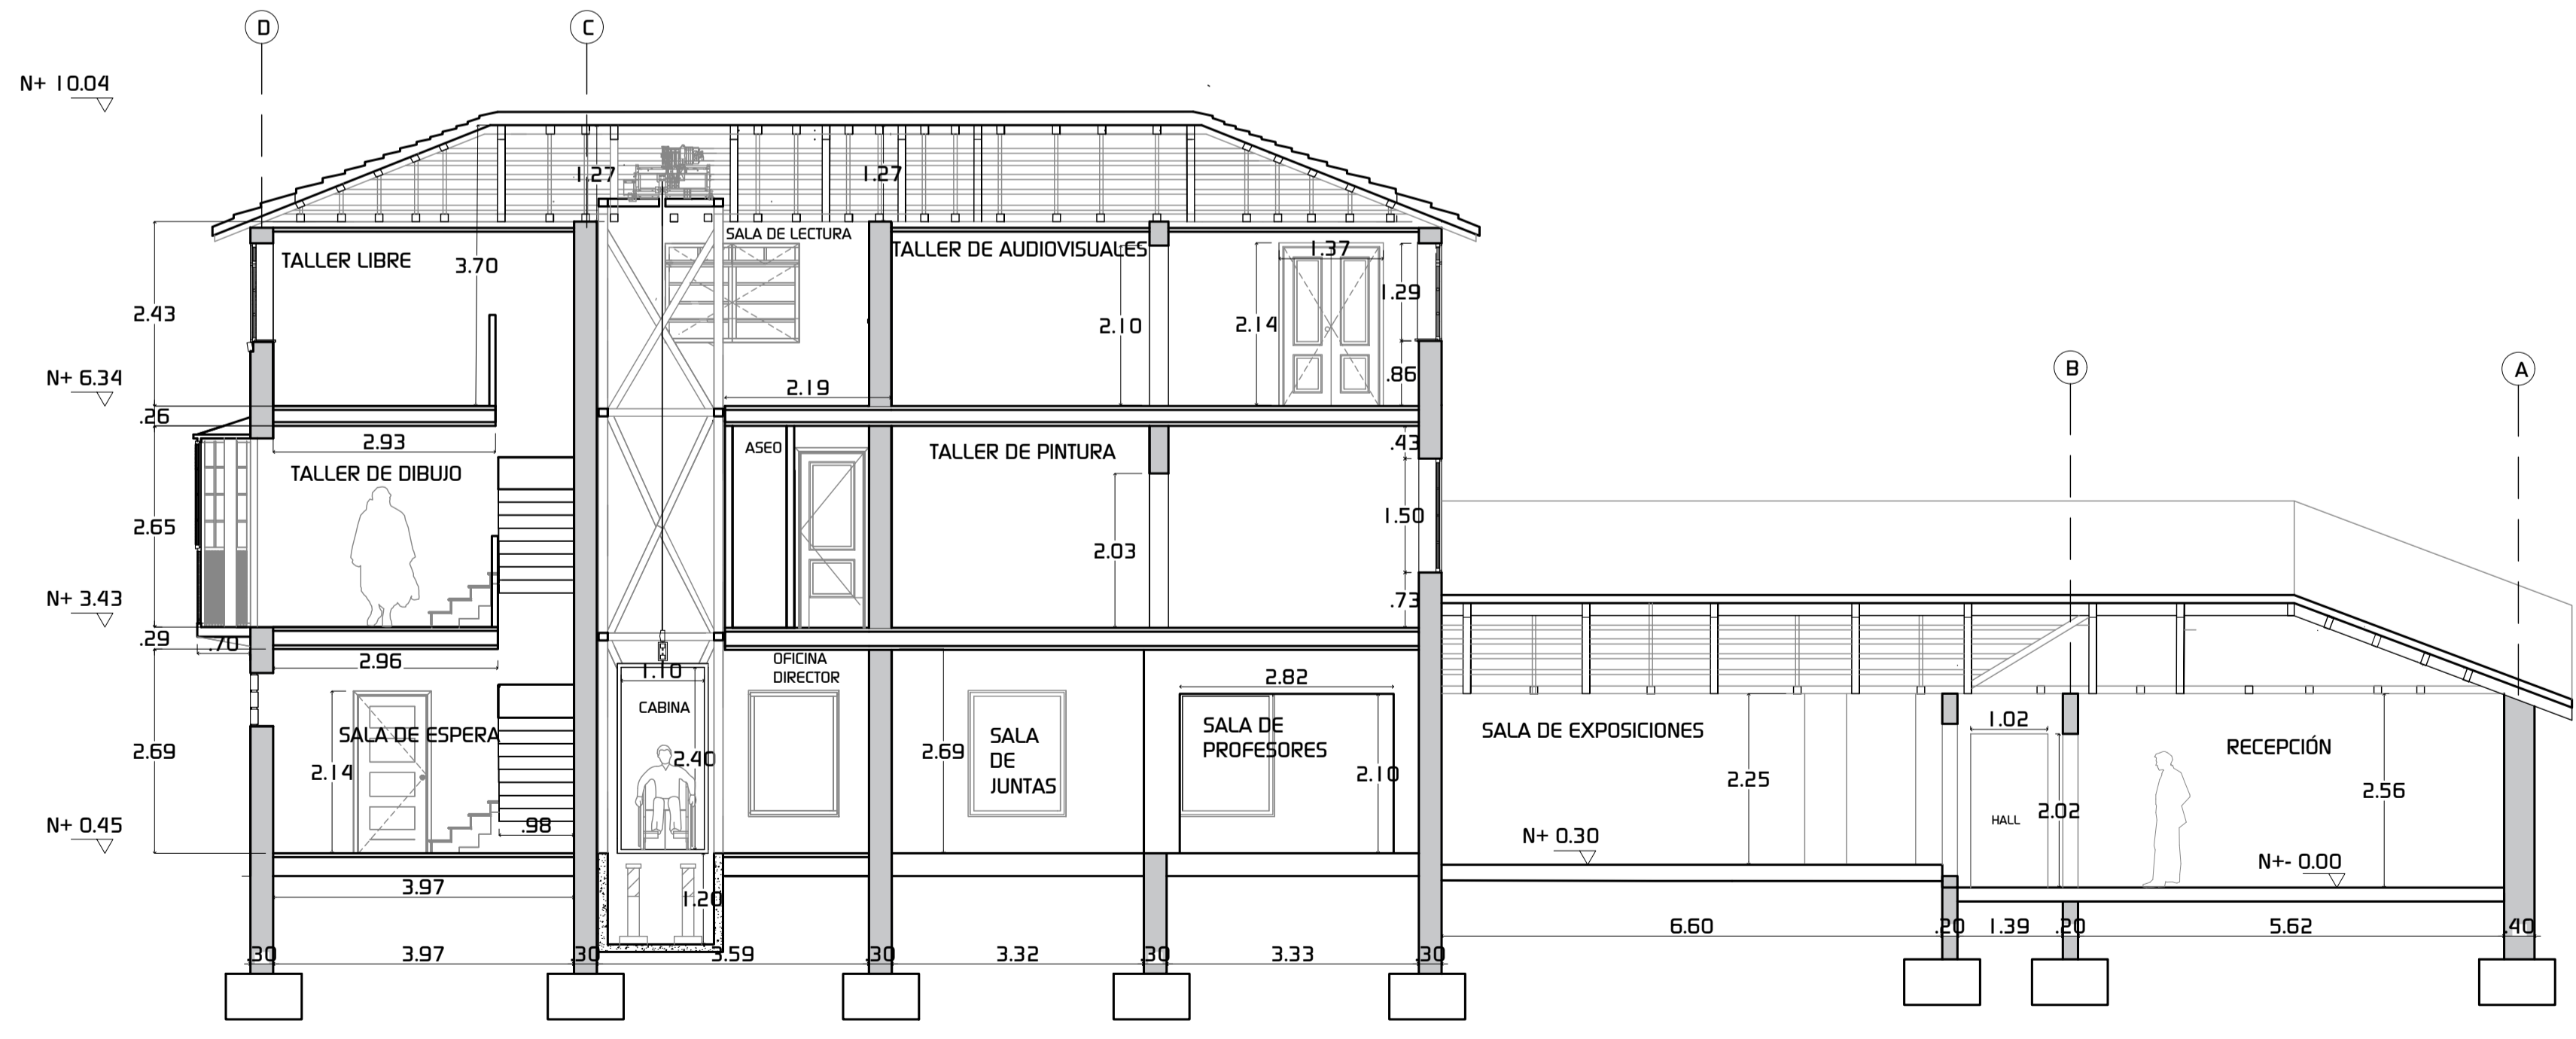 D
C
N+ 10.04
1.27
1.27
SALA DE LECTURA
TALLER DE AUDIOVISUALES
1.37
TALLER LIBRE
3.70
2.43
1.29
2.10
2.14
B
A
N+ 6.34
.86
2.19
.26
2.93
ASEO
TALLER DE PINTURA
.43
TALLER DE DIBUJO
2.65
1.50
2.03
N+ 3.43
.73
.29
.70
2.96
1.10
OFICINA
DIRECTOR
2.82
CABINA
SALA DE ESPERA
SALA
DE
JUNTAS
SALA DE
PROFESORES
SALA DE EXPOSICIONES
1.02
RECEPCIÓN
2.69
2.14
2.40
2.69
2.10
2.25
2.56
2.02
HALL
N+ 0.45
.98
N+ 0.30
N+- 0.00
3.97
1.20
6.60
.20
1.39
.20
5.62
.40
.30
3.97
.30
3.59
.30
3.32
.30
3.33
.30